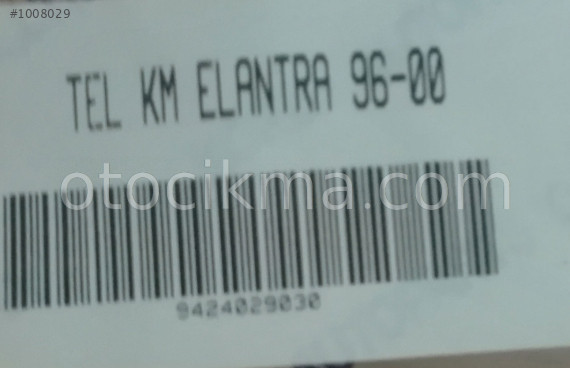 #1008029
TEL KM ELANTRA 96-00
otocikma.com
9424029030